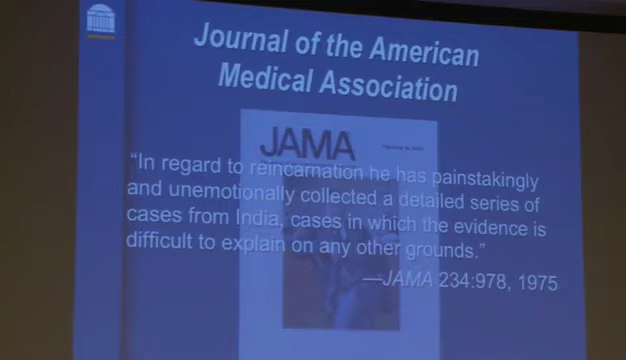 Journal of the American
Medical Association
JAMA
"In regard to reincarnation he has painstakingly
and unemotionally collected a detailed series of
cases from India, cases in which the evidence is
difficult to explain on any other grounds."
—JAMA 234:978, 1975